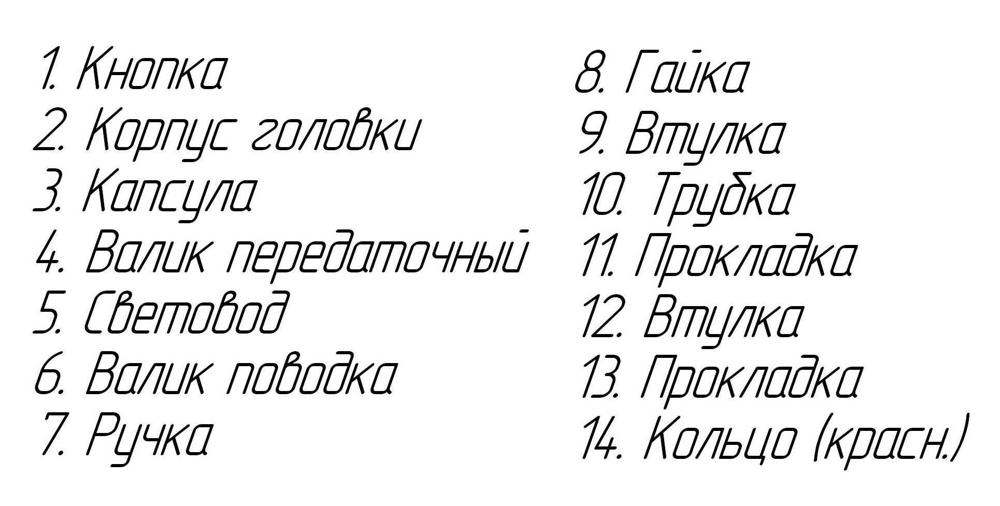 1. Кнопка
2. Корпус головки
3. Капсула
4. Валик передаточный
5. Световод
6. Валик поводка
7. Ручка
8. Гайка
9. Втулка
10. Трубка
11. Прокладка
12. Втулка
13. Прокладка
14. Кольцо (красн.)